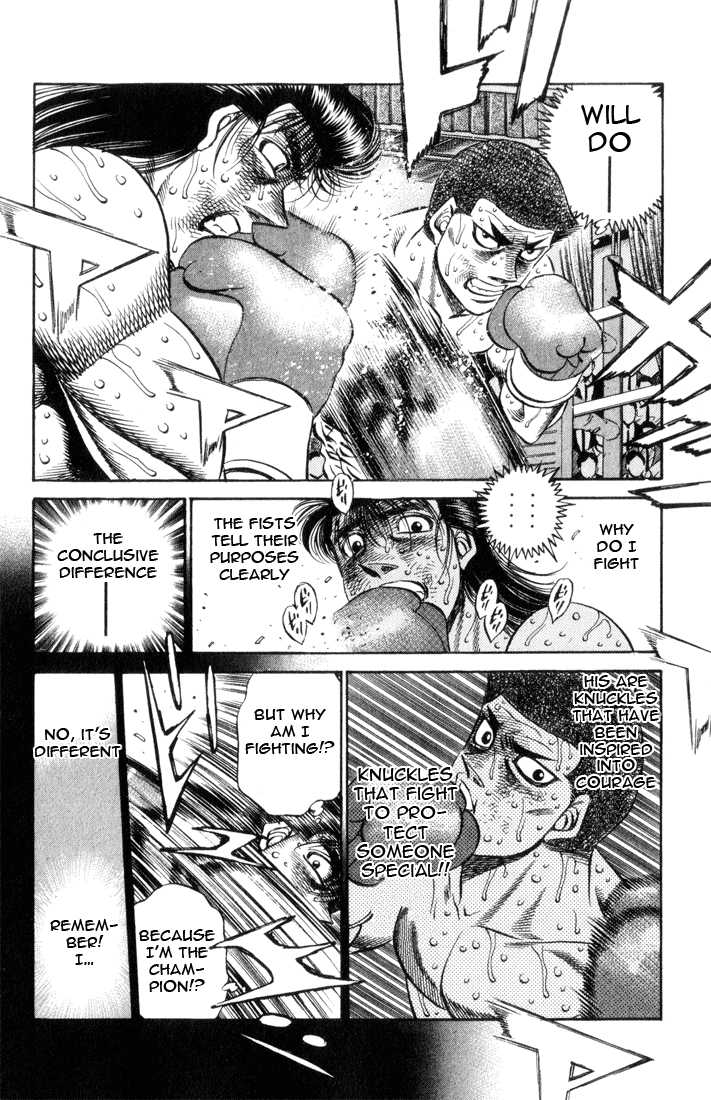 WILL
DO
WHY
DO I
FIGHT
......
THE FISTS
TELL THEIR
PURPOSES
CLEARLY
THE
CONCLUSIVE
DIFFERENCE
HIS ARE
KNUCKLES
THAT HAVE
BEEN
INSPIRED
INTO
COURAGE
KNUCKLES
THAT FIGHT
TO PRO-
TECT
SOMEONE
SPECIAL!!
BUT WHY
AM I
FIGHTING!?
BECAUSE
I'M THE
CHAM-
PION!?
NO, IT'S
DIFFERENT
REMEM-
BER!
I...